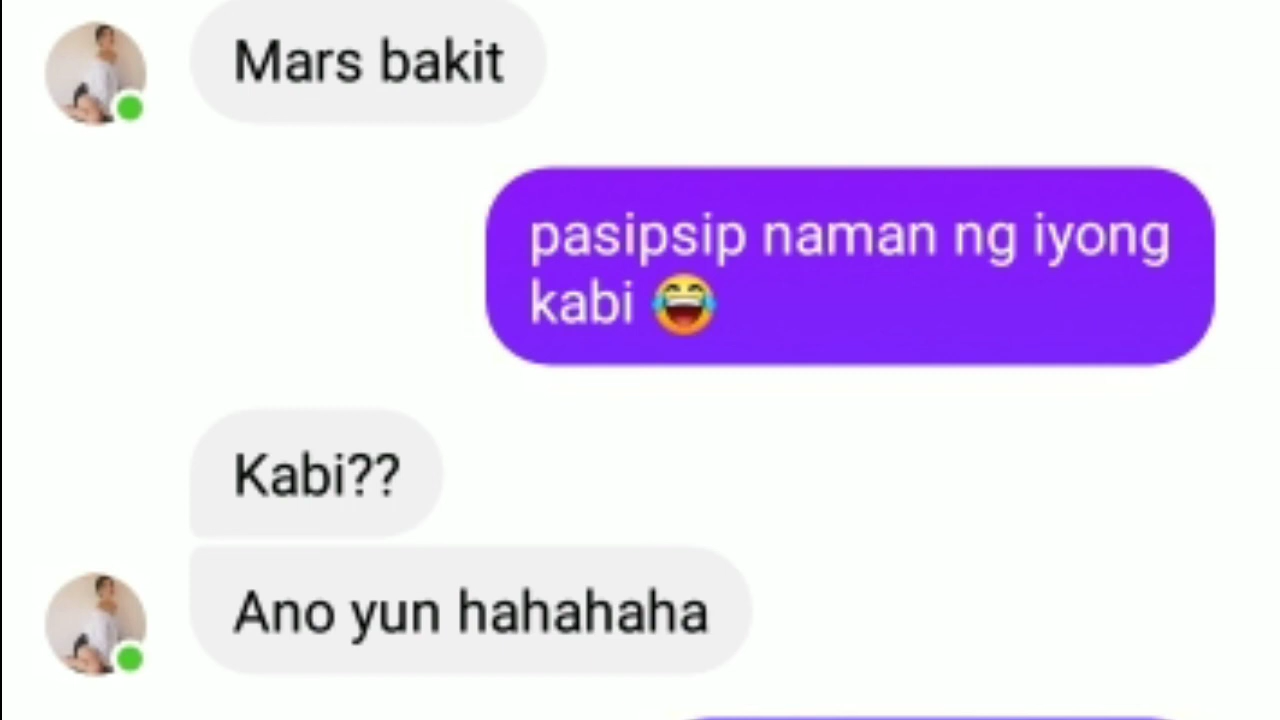 Mars bakit
pasipsip naman ng iyong
kabi 😂
Kabi??
Ano yun hahahaha